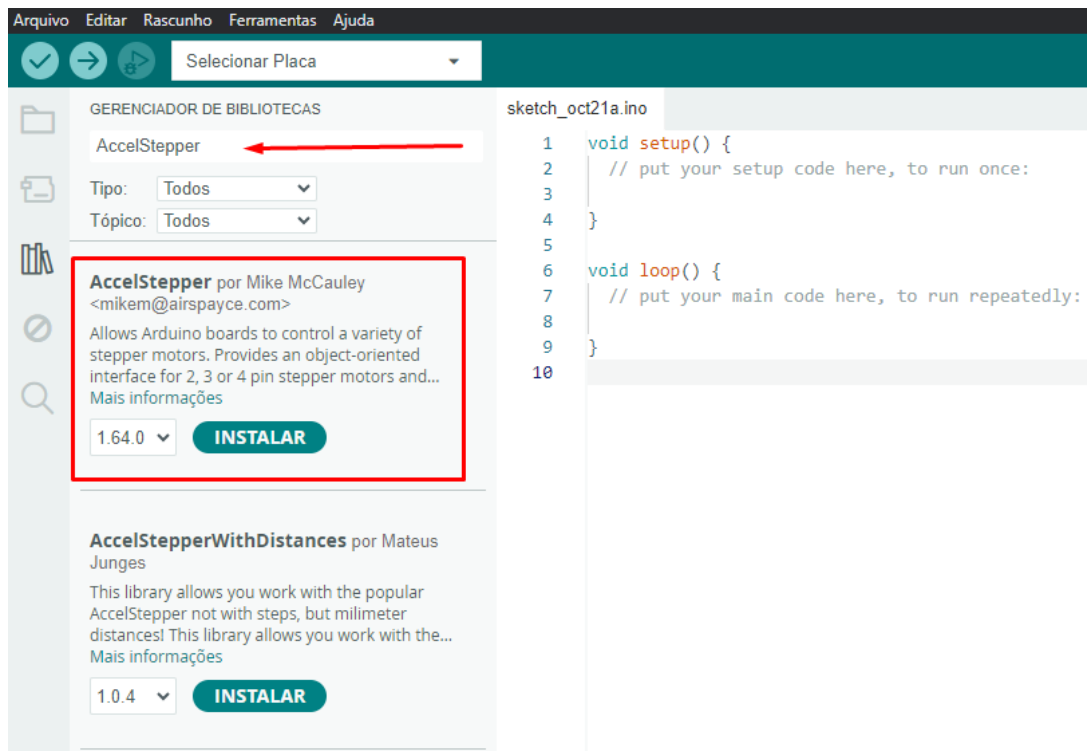 Arquivo Editar Rascunho Ferramentas Ajuda
Selecionar Placa
GERENCIADOR DE BIBLIOTECAS
AccelStepper
Tipo: Todos
Tópico: Todos
AccelStepper por Mike McCauley
<mikem@airspayce.com>
Allows Arduino boards to control a variety of
stepper motors. Provides an object-oriented
interface for 2, 3 or 4 pin stepper motors and...
Mais informações
1.64.0 INSTALAR
AccelStepperWithDistances por Mateus
Junges
This library allows you work with the popular
AccelStepper not with steps, but milimeter
distances! This library allows you work with the...
Mais informações
1.0.4 INSTALAR
sketch_oct21a.ino
1 void setup() {
2 // put your setup code here, to run once:
3
4 }
5
6 void loop() {
7 // put your main code here, to run repeatedly:
8
9 }
10